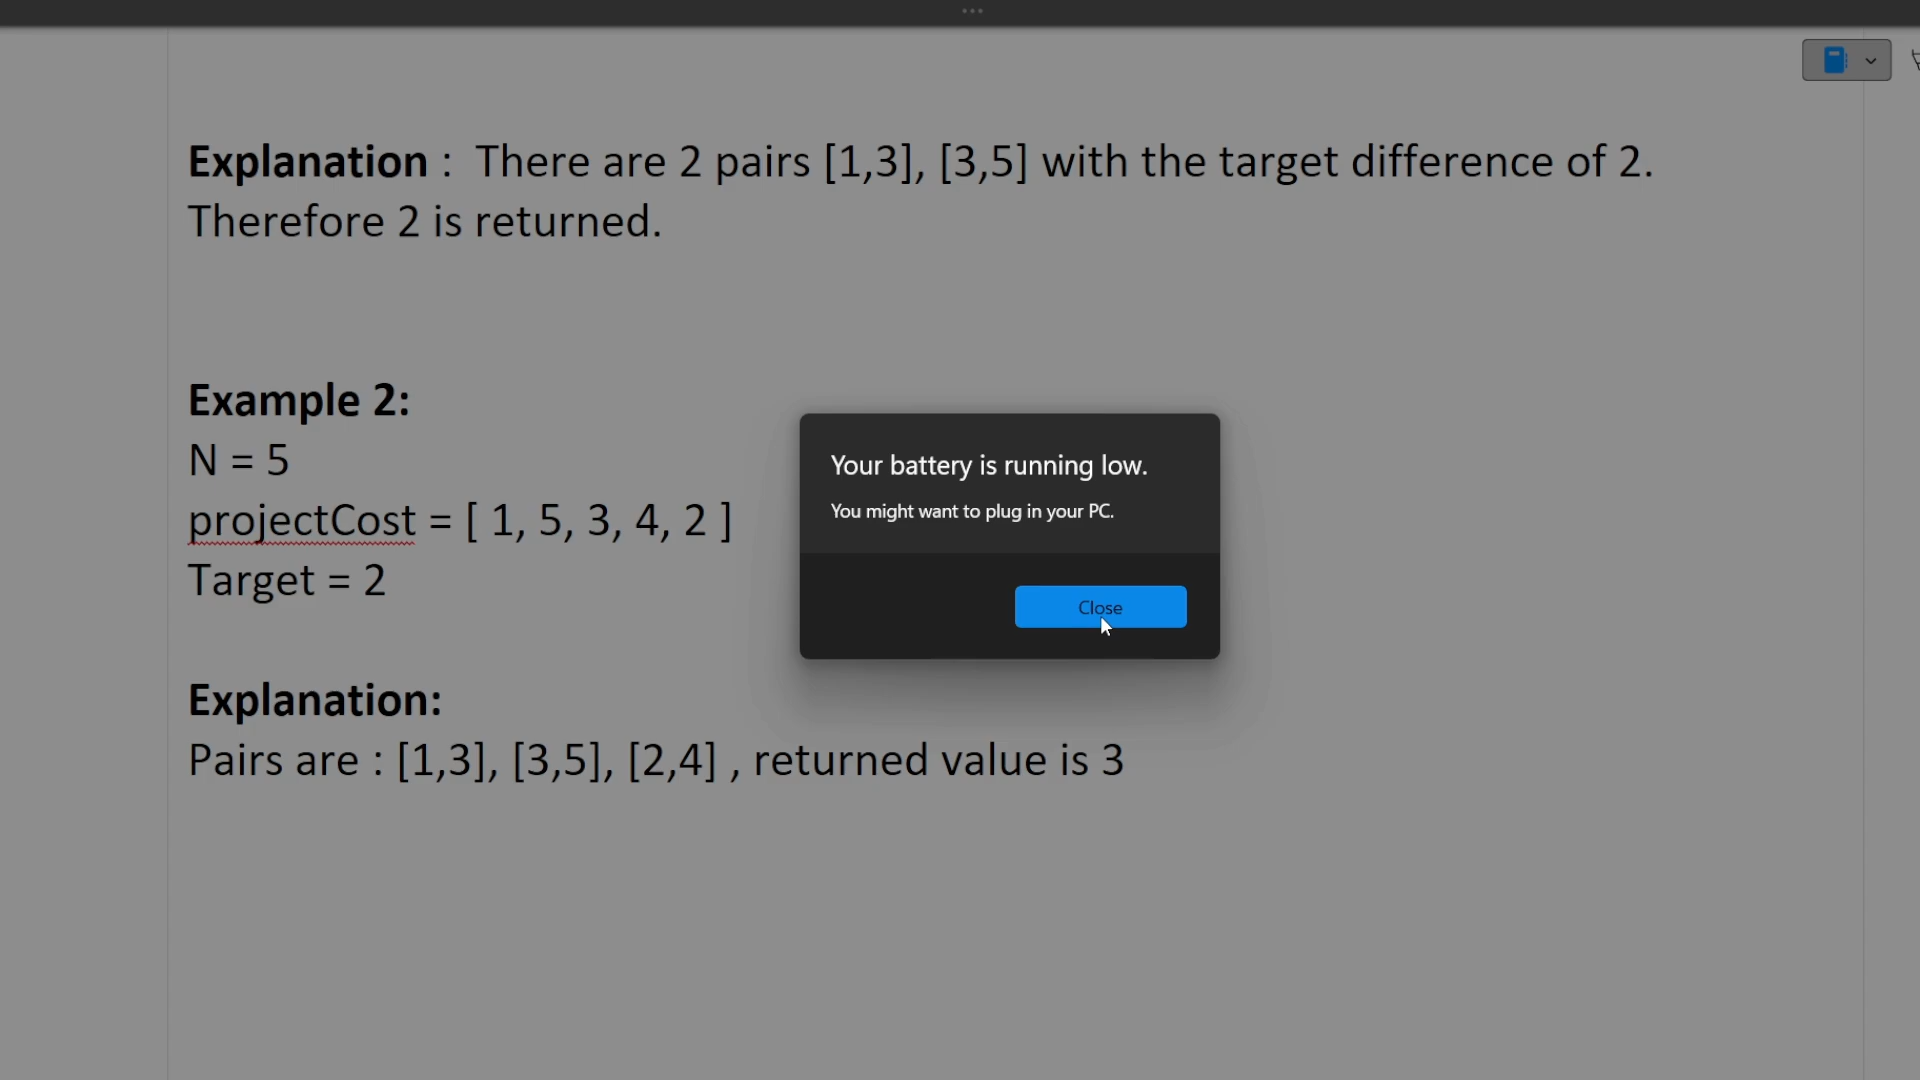 Explanation :  There are 2 pairs [1,3], [3,5] with the target difference of 2.
Therefore 2 is returned.
Example 2:
N = 5
projectCost = [ 1, 5, 3, 4, 2 ]
Target = 2
Your battery is running low.
You might want to plug in your PC.
Close
Explanation:
Pairs are : [1,3], [3,5], [2,4] , returned value is 3